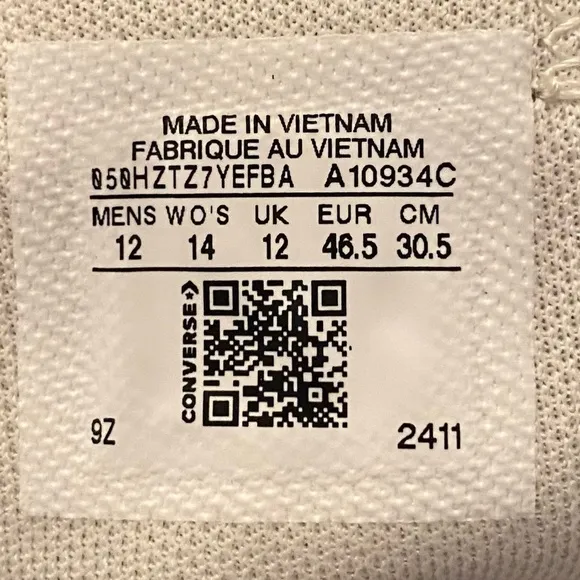 MADE IN VIETNAM
FABRIQUE AU VIETNAM
050HZTZ7YEFBA A10934C
MENS WO'S UK EUR CM
12 14 12 46.5 30.5
CONVERSE
9Z 2411